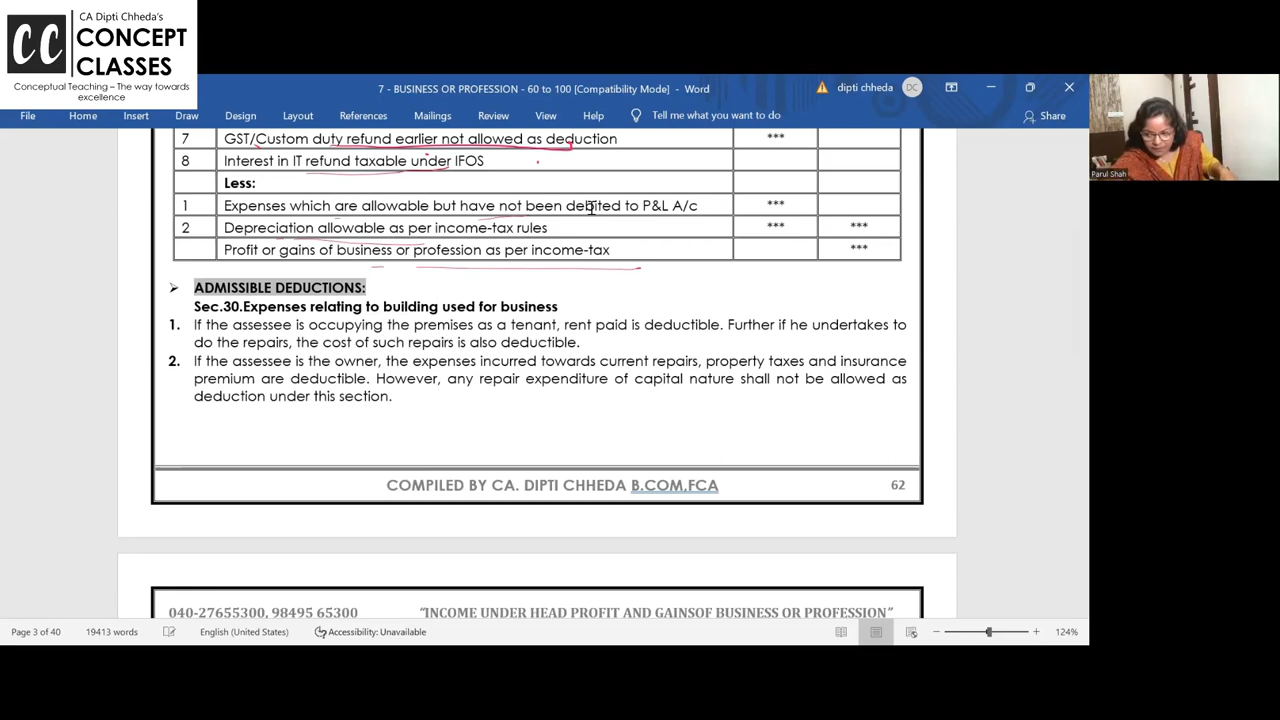 CA Dipti Chheda's
CC CONCEPT
CLASSES
Conceptual Teaching – The way towards
excellence
7 - BUSINESS OR PROFESSION - 60 to 100 [Compatibility Mode] - Word
dipti chheda DC
File Home Insert Draw Design Layout References Mailings Review View Help Tell me what you want to do Share
Parul Shah
7 GST/Custom duty refund earlier not allowed as deduction ***
8 Interest in IT refund taxable under IFOS
Less:
1 Expenses which are allowable but have not been debited to P&L A/c ***
2 Depreciation allowable as per income-tax rules *** ***
Profit or gains of business or profession as per income-tax ***
ADMISSIBLE DEDUCTIONS:
Sec.30.Expenses relating to building used for business
1. If the assessee is occupying the premises as a tenant, rent paid is deductible. Further if he undertakes to
do the repairs, the cost of such repairs is also deductible.
2. If the assessee is the owner, the expenses incurred towards current repairs, property taxes and insurance
premium are deductible. However, any repair expenditure of capital nature shall not be allowed as
deduction under this section.
COMPILED BY CA. DIPTI CHHEDA B.COM,FCA 62
040-27655300, 98495 65300 "INCOME UNDER HEAD PROFIT AND GAINSOF BUSINESS OR PROFESSION"
Page 3 of 40 19413 words English (United States) Accessibility: Unavailable 124%